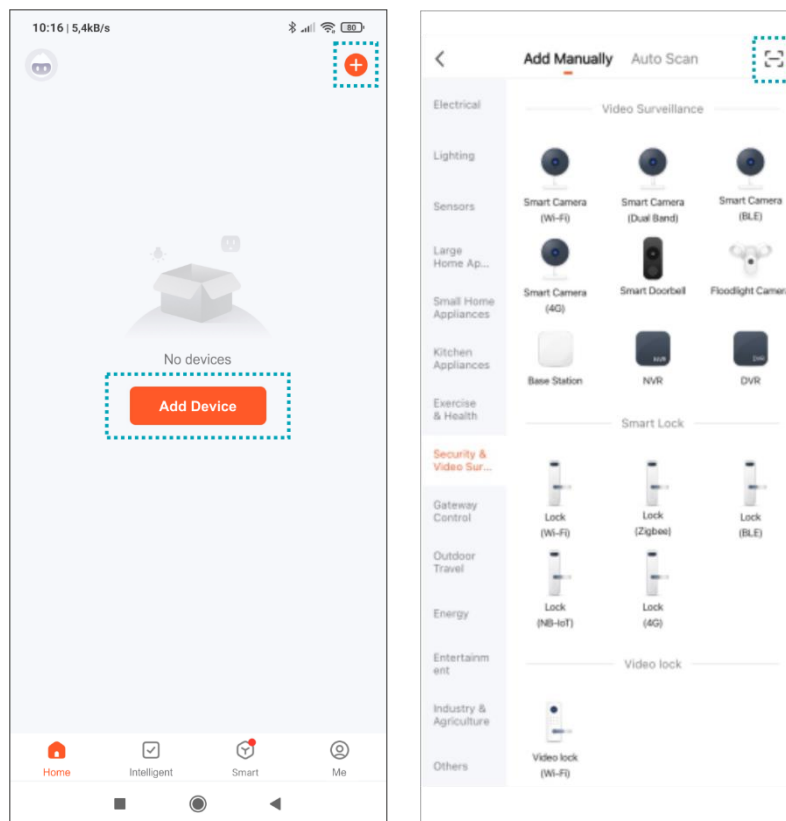 10:16 | 5,4kB/s
80
No devices
Add Device
Home
Intelligent
Smart
Me
Add Manually
Auto Scan
Electrical
Lighting
Sensors
Large
Home Ap...
Small Home
Appliances
Kitchen
Appliances
Exercise
& Health
Security &
Video Sur...
Gateway
Control
Outdoor
Travel
Energy
Entertainm
ent
Industry &
Agriculture
Others
Video Surveillance
Smart Camera
(Wi-Fi)
Smart Camera
(Dual Band)
Smart Camera
(BLE)
Smart Camera
(4G)
Smart Doorbell
Floodlight Camer
Base Station
NVR
NVR
DVR
DVR
Smart Lock
Lock
(Wi-Fi)
Lock
(Zigbee)
Lock
(BLE)
Lock
(NB-IoT)
Lock
(4G)
Video lock
Video lock
(Wi-Fi)